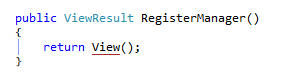 public ViewResult RegisterManager()
{
    return View();
}